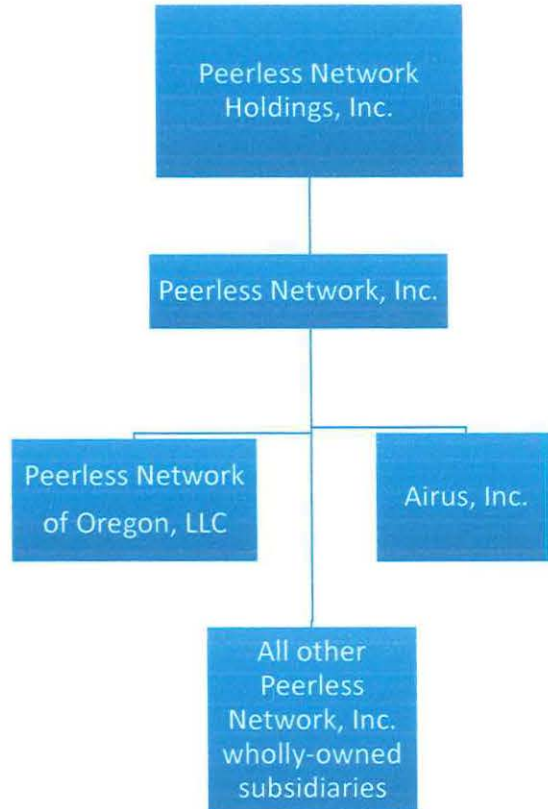 Peerless Network
Holdings, Inc.
Peerless Network, Inc.
Peerless Network
of Oregon, LLC
Airus, Inc.
All other
Peerless
Network, Inc.
wholly-owned
subsidiaries